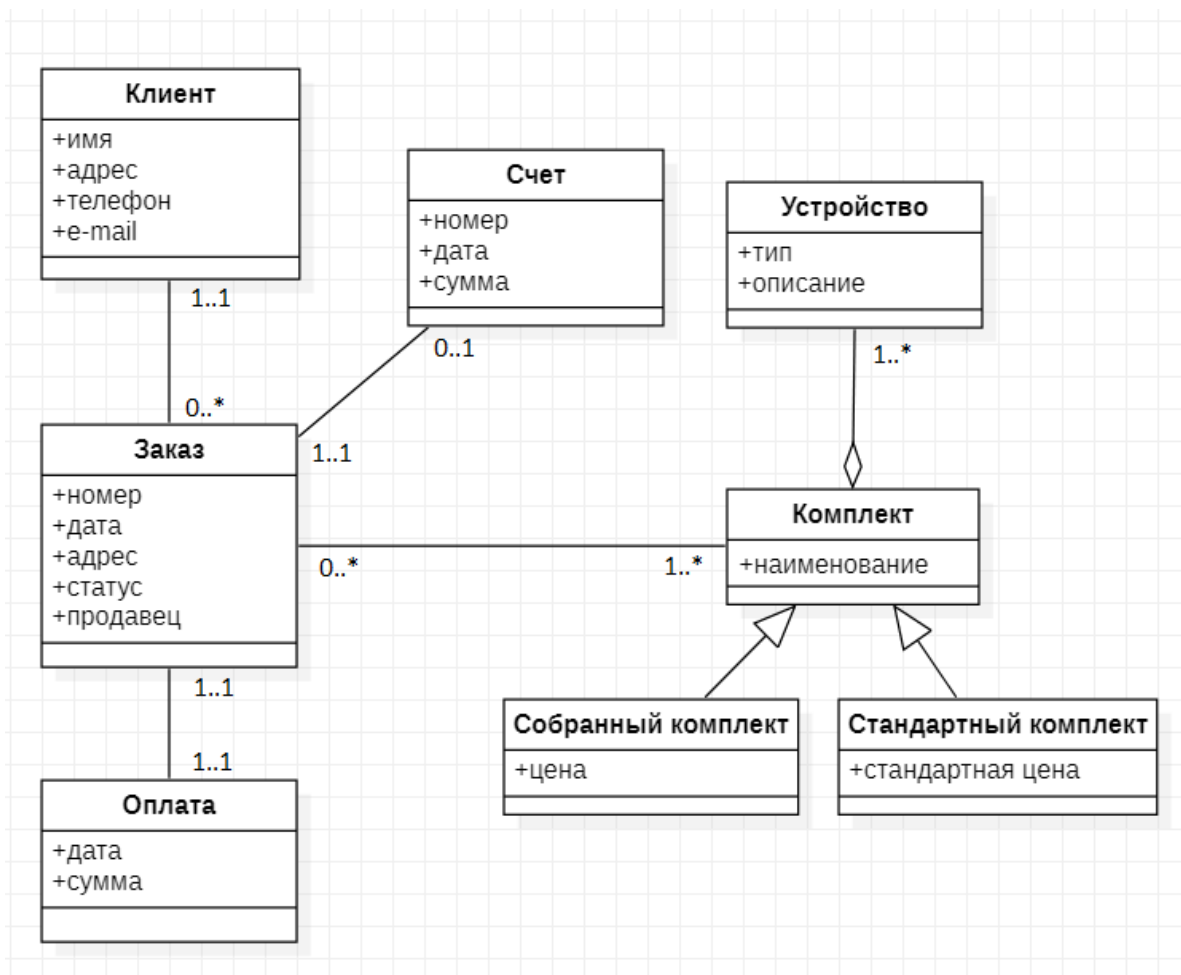 Клиент
+имя
+адрес
+телефон
+e-mail
1..1
0..*
Счет
+номер
+дата
+сумма
0..1
1..1
Устройство
+тип
+описание
1..*
Заказ
+номер
+дата
+адрес
+статус
+продавец
0..*
1..*
1..1
1..1
Комплект
+наименование
Собранный комплект
+цена
Стандартный комплект
+стандартная цена
Оплата
+дата
+сумма